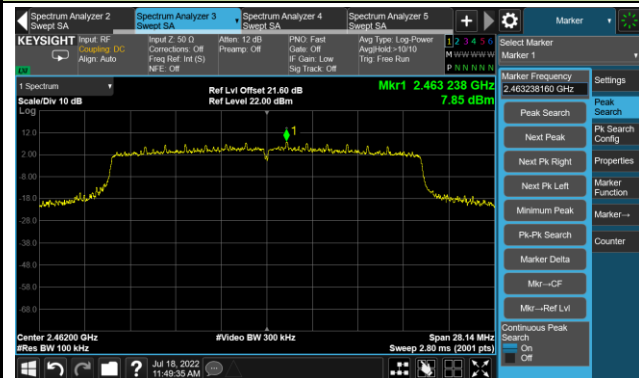 Spectrum Analyzer 2
Swept SA
Spectrum Analyzer 3
Swept SA
Spectrum Analyzer 4
Swept SA
Spectrum Analyzer 5
Swept SA
Marker
KEYSIGHT
Input: RF
Coupling: DC
Align: Auto
Input Z: 50 Ω
Corrections: Off
Freq Ref: Int (S)
NFE: Off
Atten: 12 dB
Preamp: Off
PNO: Fast
Gate: Off
IF Gain: Low
Sig Track: Off
Avg Type: Log-Power
Avg|Hold:>10/10
Trig: Free Run
1 2 3 4 5 6
M W W W W W
P N N N N N
Select Marker
Marker 1
1 Spectrum
Scale/Div 10 dB
Log
Ref Lvl Offset 21.60 dB
Ref Level 22.00 dBm
Mkr1 2.463 238 GHz
7.85 dBm
1
12.0
2.00
-8.00
-18.0
-28.0
-38.0
-48.0
-58.0
-68.0
Center 2.46200 GHz
#Res BW 100 kHz
#Video BW 300 kHz
Span 28.14 MHz
Sweep 2.80 ms (2001 pts)
Marker Frequency
2.463238160 GHz
Peak Search
Next Peak
Next Pk Right
Next Pk Left
Minimum Peak
Pk-Pk Search
Marker Delta
Mkr→CF
Mkr→Ref Lvl
Continuous Peak
Search
On
Off
Settings
Peak
Search
Pk Search
Config
Properties
Marker
Function
Marker→
Counter
Jul 18, 2022
11:49:35 AM